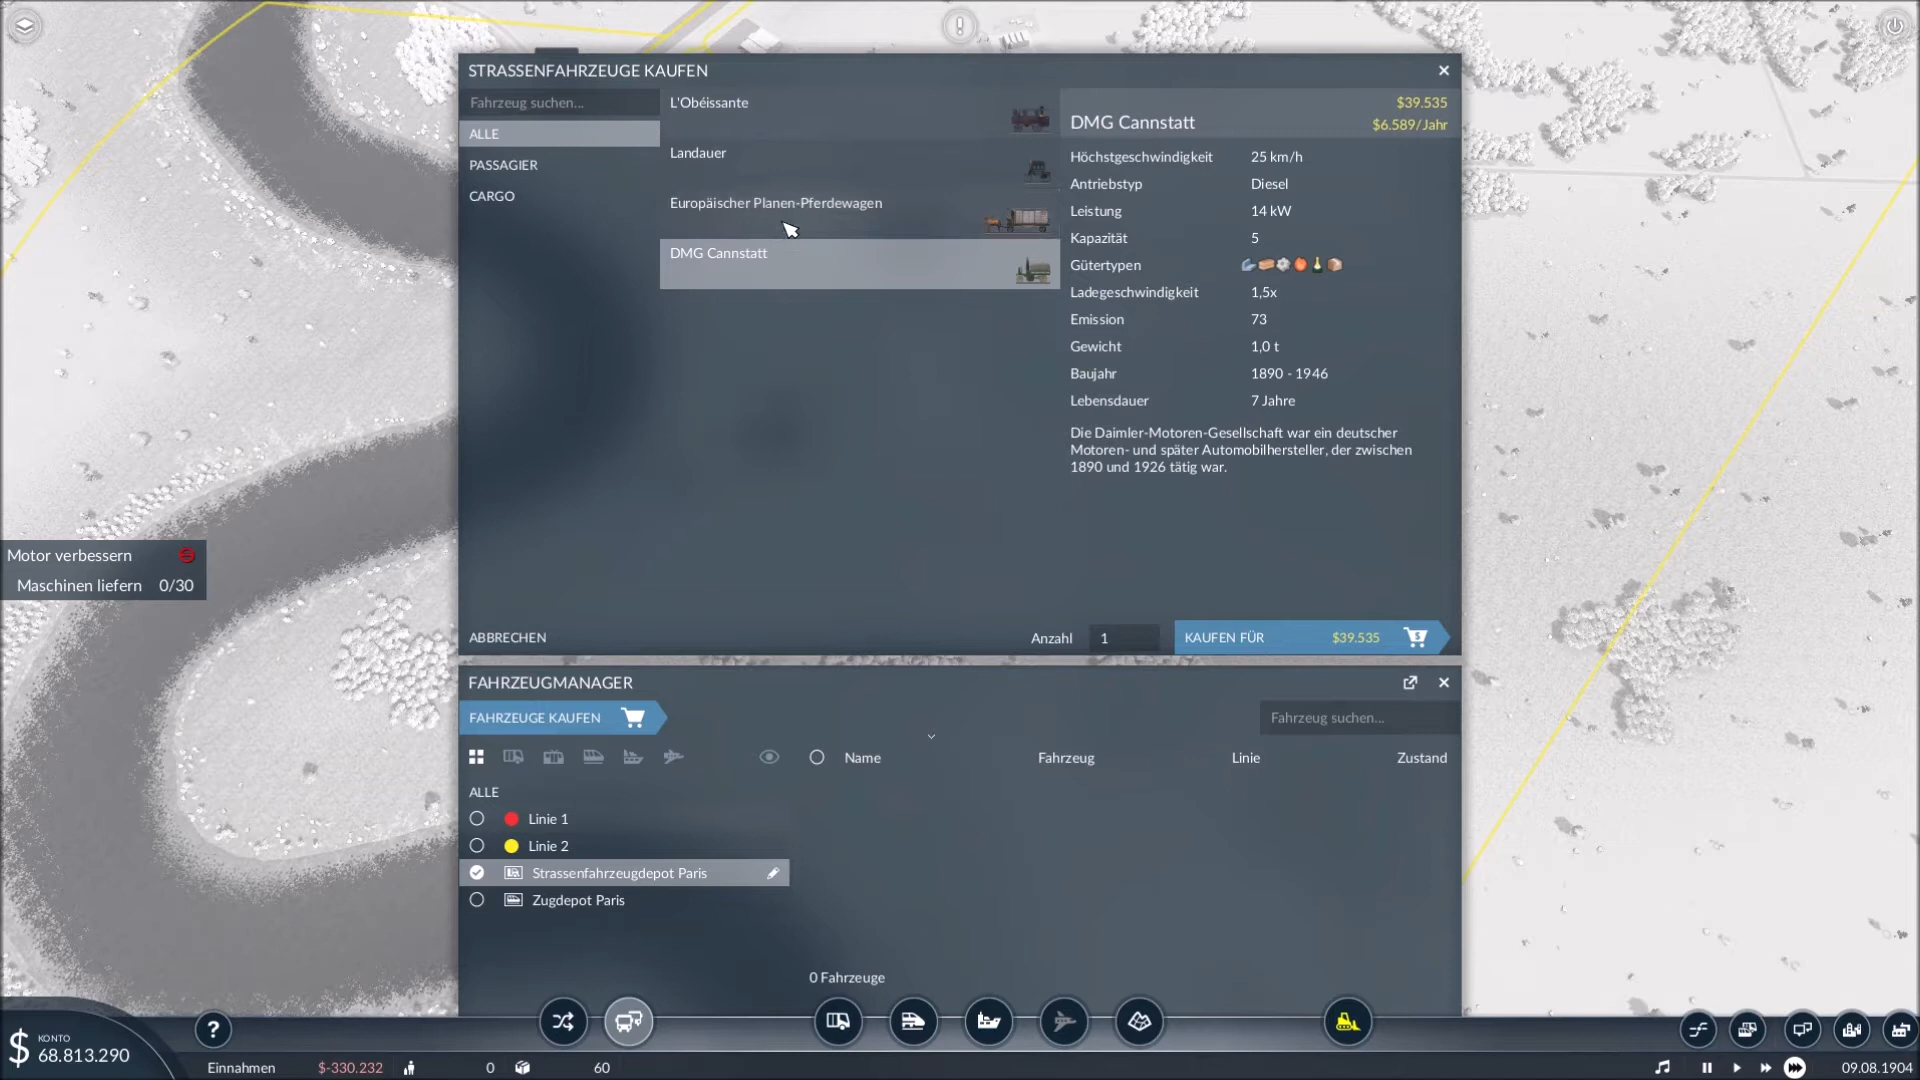 STRASSENFAHRZEUGE KAUFEN
Fahrzeug suchen...
ALLE
PASSAGIER
CARGO
L'Obéissante
Landauer
Europäischer Planen-Pferdewagen
DMG Cannstatt
$39.535
DMG Cannstatt
$6.589/Jahr
Höchstgeschwindigkeit 25 km/h
Antriebstyp Diesel
Leistung 14 kW
Kapazität 5
Gütertypen
Ladegeschwindigkeit 1,5x
Emission 73
Gewicht 1,0 t
Baujahr 1890 - 1946
Lebensdauer 7 Jahre
Die Daimler-Motoren-Gesellschaft war ein deutscher
Motoren- und später Automobilhersteller, der zwischen
1890 und 1926 tätig war.
Motor verbessern
Maschinen liefern 0/30
ABBRECHEN
Anzahl 1
KAUFEN FÜR $39.535
FAHRZEUGMANAGER
FAHRZEUGE KAUFEN
Fahrzeug suchen...
Name Fahrzeug Linie Zustand
ALLE
Linie 1
Linie 2
Strassenfahrzeugdepot Paris
Zugdepot Paris
0 Fahrzeuge
?
$ KONTO
68.813.290
Einnahmen $-330.232 0 60
09.08.1904